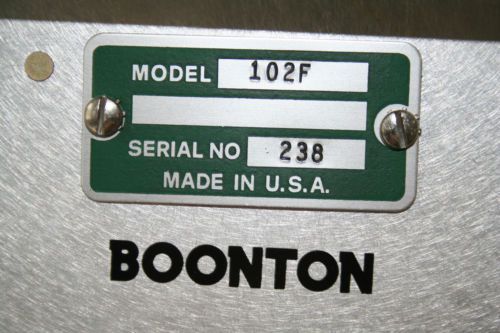 MODEL 102F
SERIAL NO 238
MADE IN U.S.A.
BOONTON